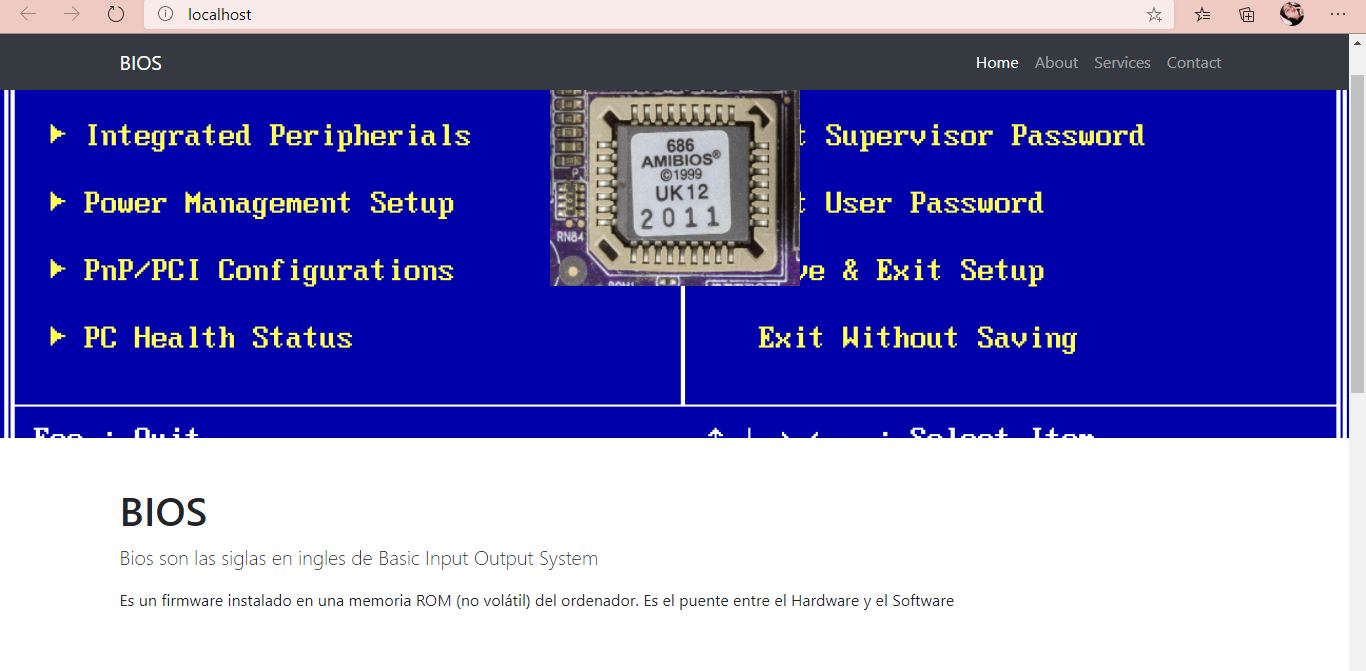 localhost
BIOS
Home About Services Contact
Integrated Peripherials
Power Management Setup
PnP/PCI Configurations
PC Health Status
686
AMIBIOS®
©1999
UK12
2011
RN84
Supervisor Password
User Password
& Exit Setup
Exit Without Saving
: Quit
: Select Item
BIOS
Bios son las siglas en ingles de Basic Input Output System
Es un firmware instalado en una memoria ROM (no volátil) del ordenador. Es el puente entre el Hardware y el Software